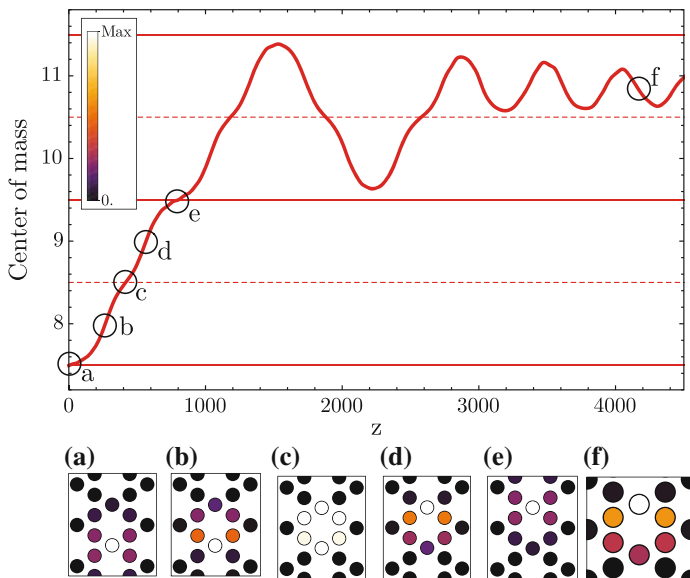 Max
0.
Center of mass
11
10
9
8
a
b
c
d
e
f
0
1000
2000
3000
4000
z
(a)
(b)
(c)
(d)
(e)
(f)